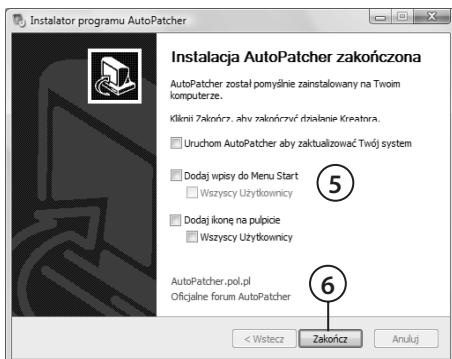 Instalator programu AutoPatcher
Instalacja AutoPatcher zakończona
AutoPatcher został pomyślnie zainstalowany na Twoim
komputerze.
Kliknij Zakończ, aby zakończyć działanie Kreatora.
Uruchom AutoPatcher aby zaktualizować Twój system
Dodaj wpisy do Menu Start
Wszyscy Użytkownicy
5
Dodaj ikonę na pulpicie
Wszyscy Użytkownicy
AutoPatcher.pol.pl
Oficjalne forum AutoPatcher
6
< Wstecz Zakończ Anuluj